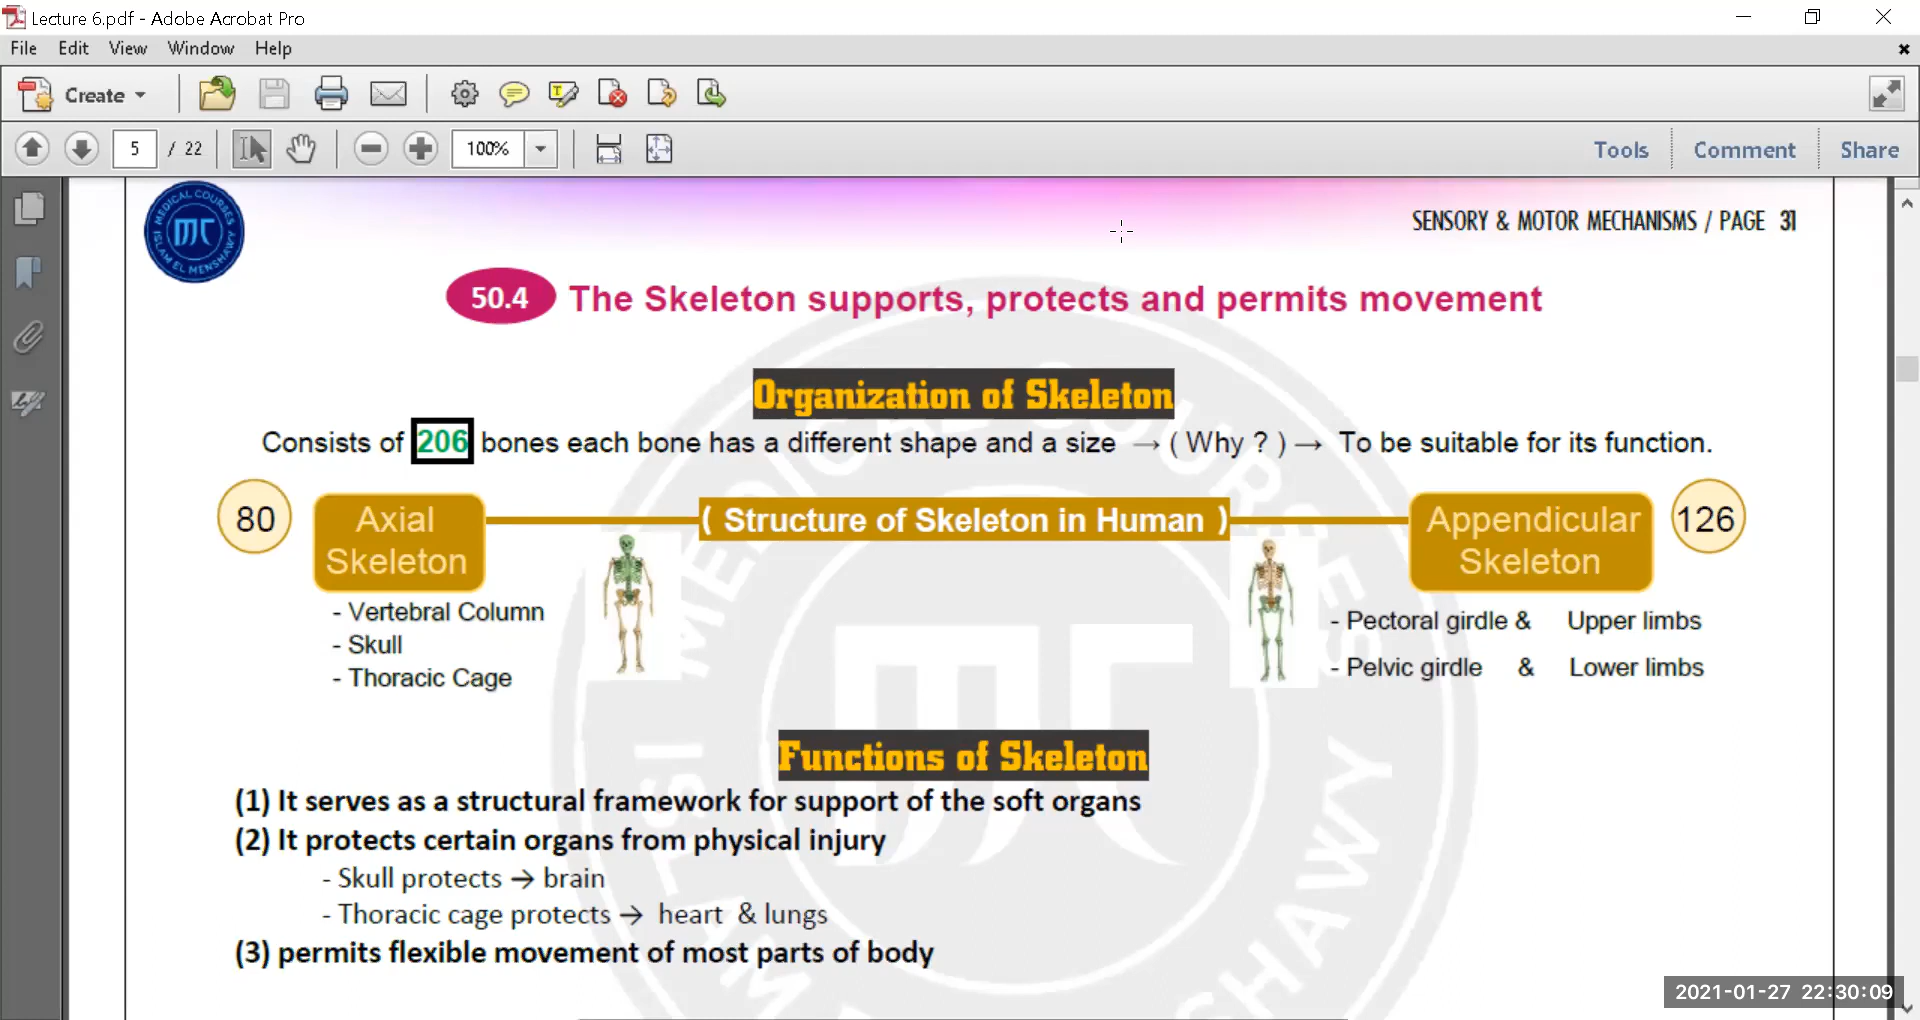 Lecture 6.pdf - Adobe Acrobat Pro
File Edit View Window Help
Create
5 / 22 100% Tools Comment Share
MEDICAL COURSES
MC
ISLAM EL MENSHAWY
SENSORY & MOTOR MECHANISMS / PAGE 31
50.4 The Skeleton supports, protects and permits movement
Organization of Skeleton
Consists of 206 bones each bone has a different shape and a size → ( Why ? ) → To be suitable for its function.
80 Axial Skeleton
( Structure of Skeleton in Human )
Appendicular Skeleton 126
- Vertebral Column
- Skull
- Thoracic Cage
- Pectoral girdle & Upper limbs
- Pelvic girdle & Lower limbs
Functions of Skeleton
(1) It serves as a structural framework for support of the soft organs
(2) It protects certain organs from physical injury
- Skull protects → brain
- Thoracic cage protects → heart & lungs
(3) permits flexible movement of most parts of body
2021-01-27 22:30:09